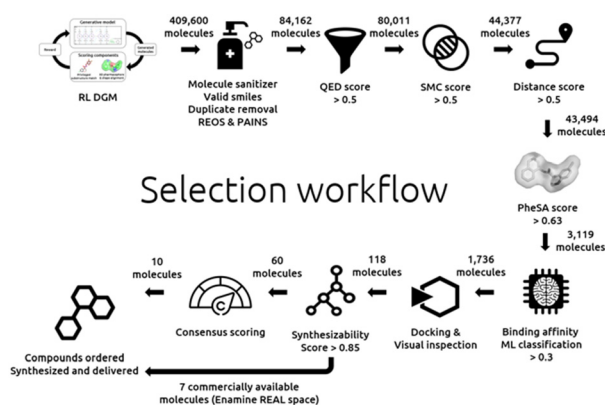 Generative model
Reward
Generated
molecules
Scoring components
RL DGM
409,600
molecules
Molecule sanitizer
Valid smiles
Duplicate removal
REOS & PAINS
84,162
molecules
QED score
> 0.5
80,011
molecules
SMC score
> 0.5
44,377
molecules
Distance score
> 0.5
43,494
molecules
Selection workflow
PheSA score
> 0.63
3,119
molecules
Binding affinity
ML classification
> 0.3
1,736
molecules
Docking &
Visual inspection
118
molecules
Synthesizability
Score > 0.85
60
molecules
C
Consensus scoring
10
molecules
Compounds ordered
Synthesized and delivered
7 commercially available
molecules (Enamine REAL space)